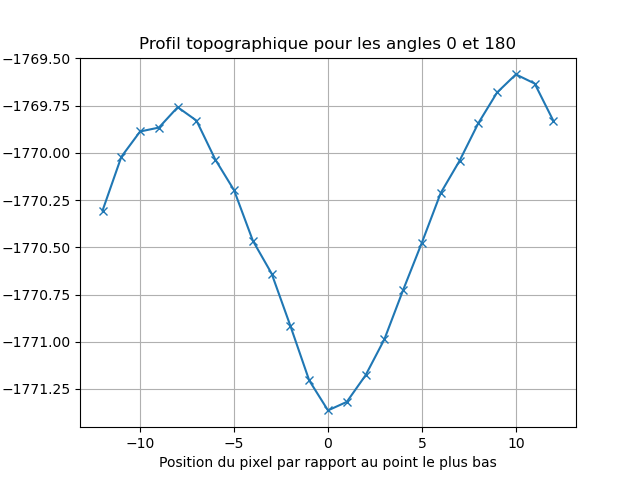 Profil topographique pour les angles 0 et 180
−1769.50
−1769.75
−1770.00
−1770.25
−1770.50
−1770.75
−1771.00
−1771.25
−10 −5 0 5 10
Position du pixel par rapport au point le plus bas